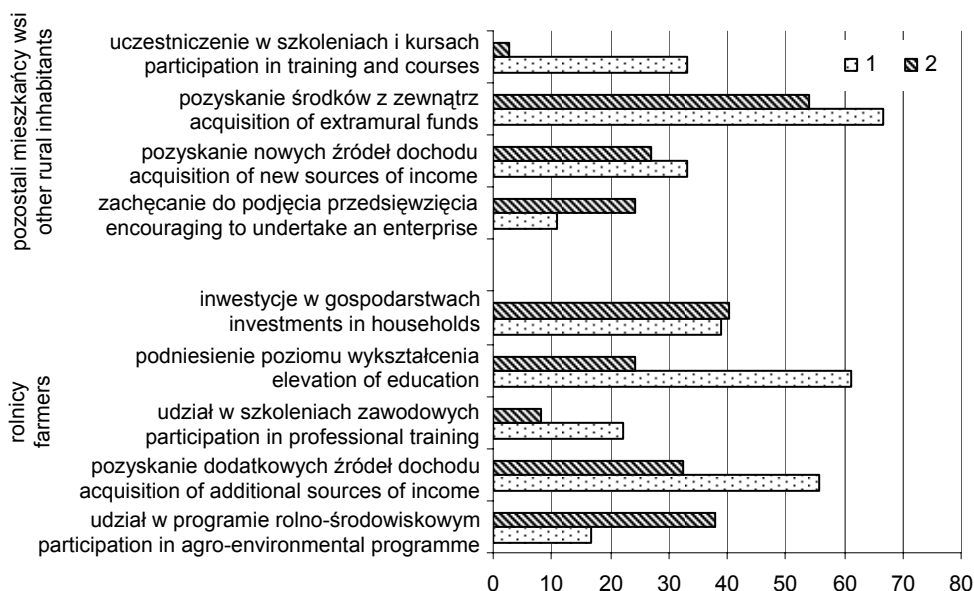 pozostali mieszkańcy wsi
other rural inhabitants
uczestniczenie w szkoleniach i kursach
participation in training and courses
pozyskanie środków z zewnątrz
acquisition of extramural funds
pozyskanie nowych źródeł dochodu
acquisition of new sources of income
zachęcanie do podjęcia przedsięwzięcia
encouraging to undertake an enterprise
1 2
rolnicy
farmers
inwestycje w gospodarstwach
investments in households
podniesienie poziomu wykształcenia
elevation of education
udział w szkoleniach zawodowych
participation in professional training
pozyskanie dodatkowych źródeł dochodu
acquisition of additional sources of income
udział w programie rolno-środowiskowym
participation in agro-environmental programme
0 10 20 30 40 50 60 70 80